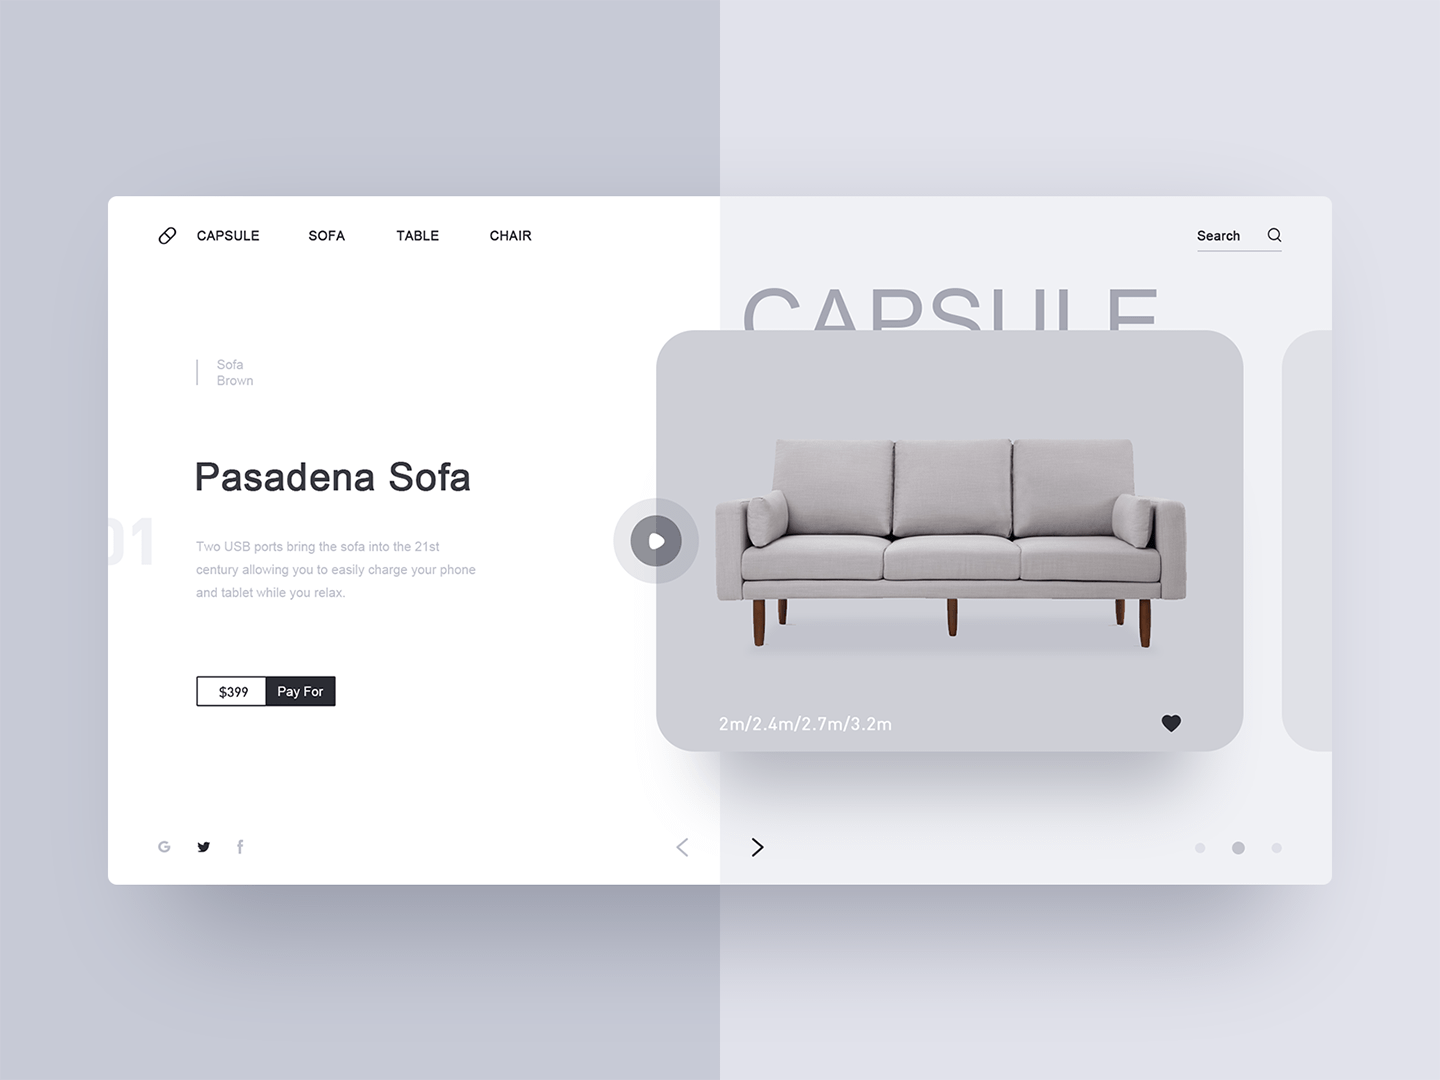 CAPSULE SOFA TABLE CHAIR Search
CAPSULE
Sofa
Brown
Pasadena Sofa
01
Two USB ports bring the sofa into the 21st
century allowing you to easily charge your phone
and tablet while you relax.
$399 Pay For
2m/2.4m/2.7m/3.2m